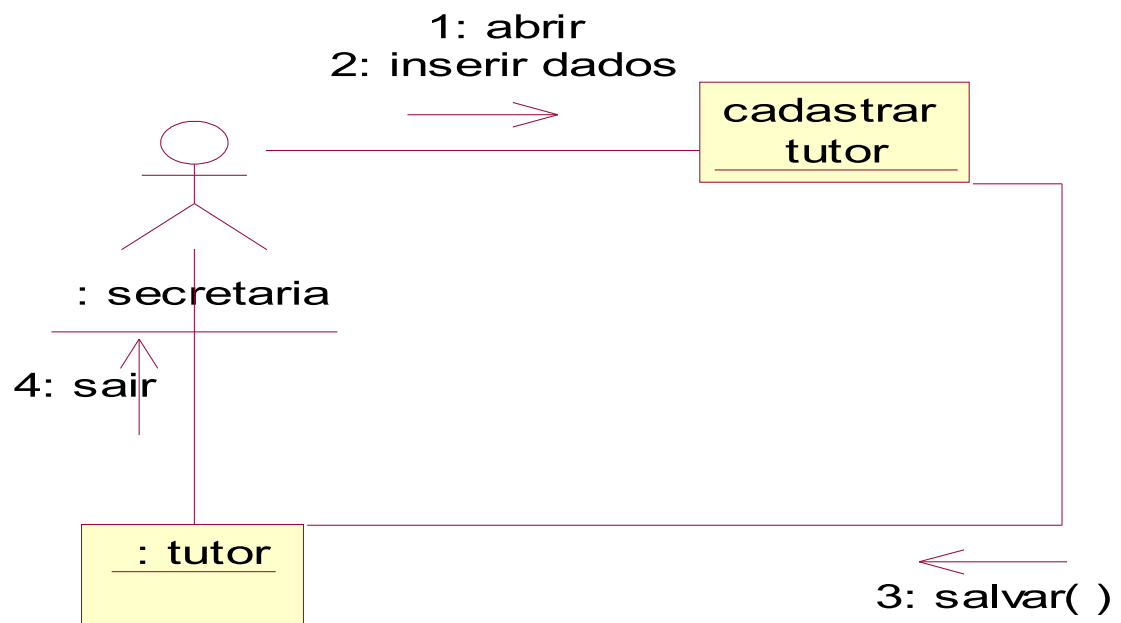 1: abrir
2: inserir dados
cadastrar
tutor
: secretaria
4: sair
: tutor
3: salvar( )